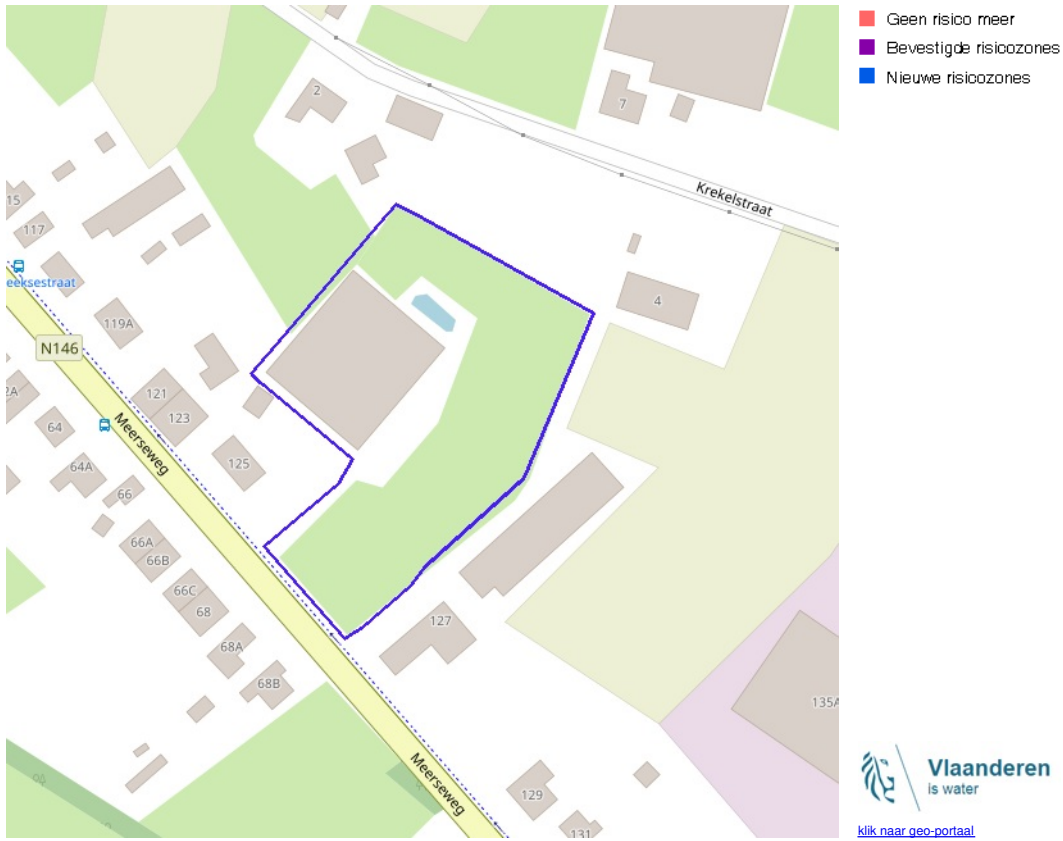 Geen risico meer
Bevestigde risicozones
Nieuwe risicozones
2
7
Krekelstraat
15
117
eeksestraat
4
119A
N146
121
123
2A
64
Meerseweg
125
64A
66
66A
66B
66C
68
127
68A
68B
135A
Meerseweg
129
131
Vlaanderen
is water
klik naar geo-portaal